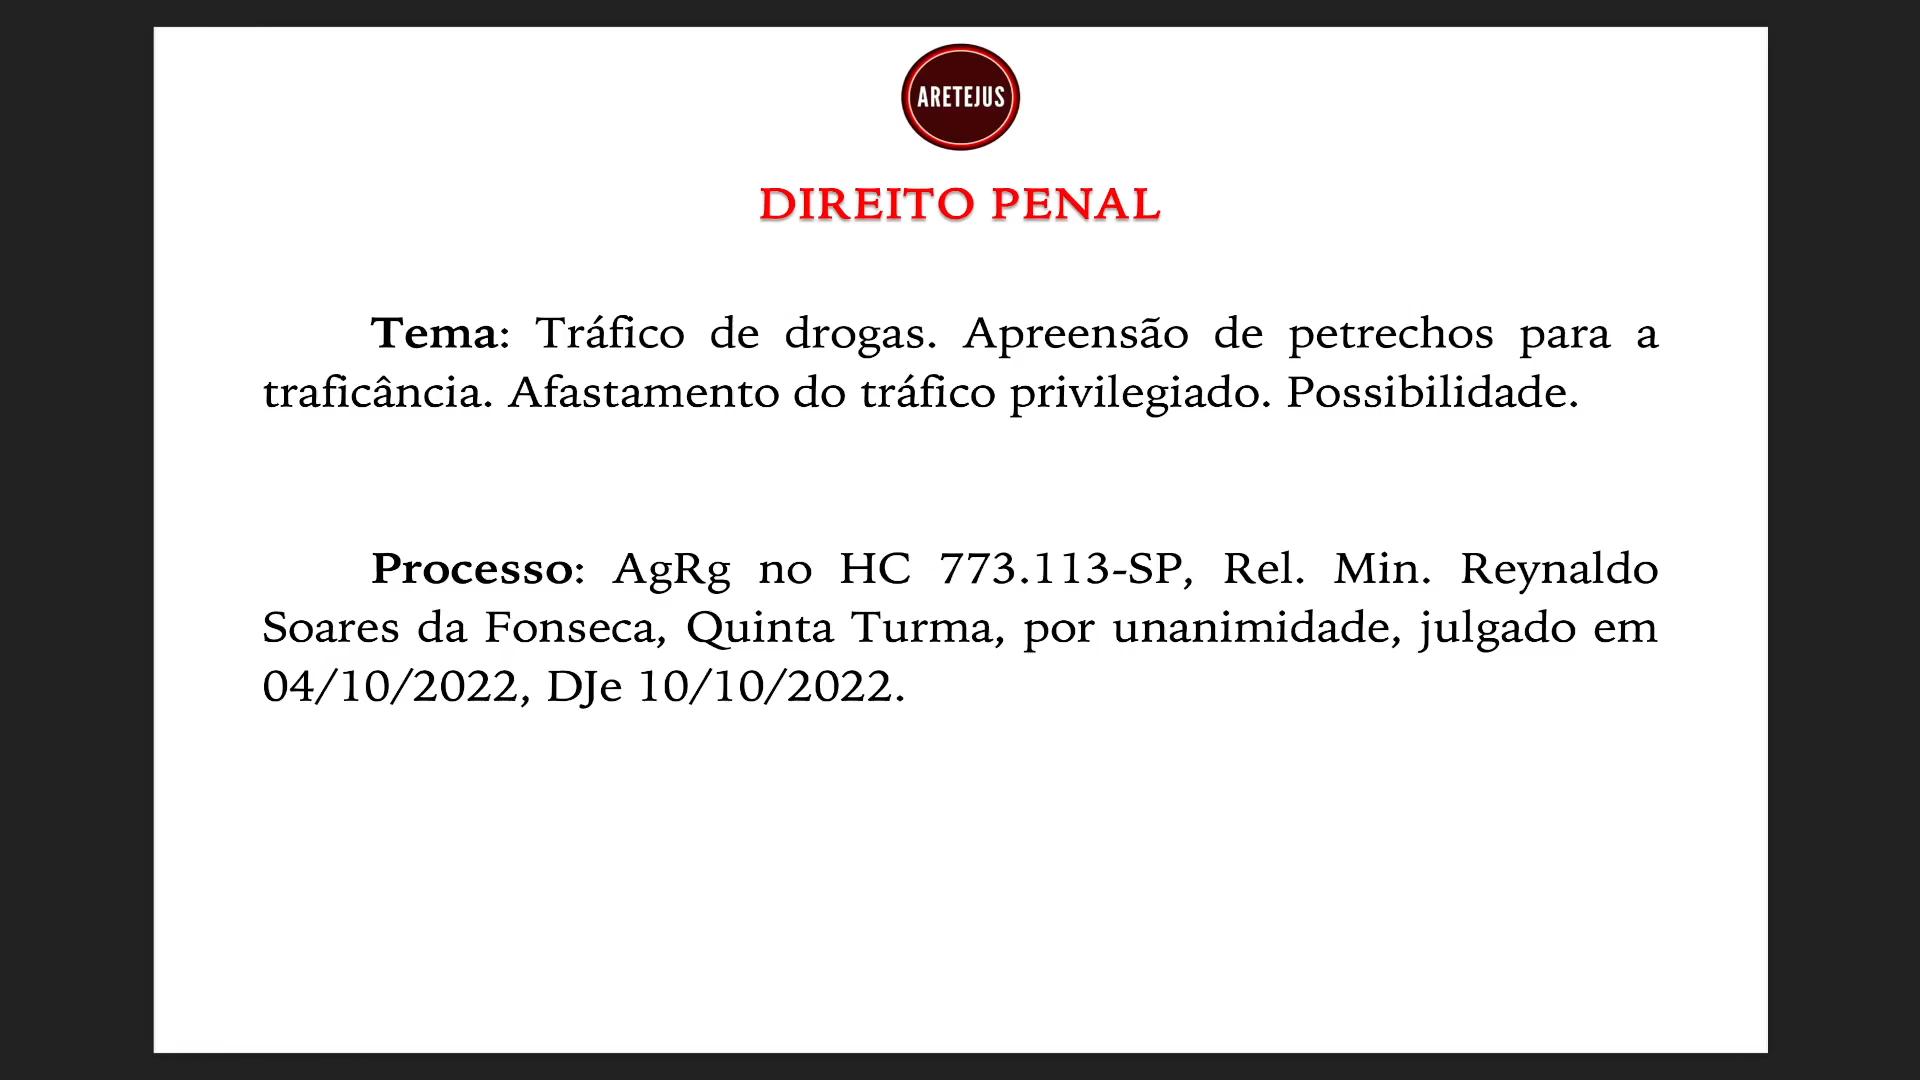 ARETEJUS
DIREITO PENAL
Tema: Tráfico de drogas. Apreensão de petrechos para a
traficância. Afastamento do tráfico privilegiado. Possibilidade.
Processo: AgRg no HC 773.113-SP, Rel. Min. Reynaldo
Soares da Fonseca, Quinta Turma, por unanimidade, julgado em
04/10/2022, DJe 10/10/2022.